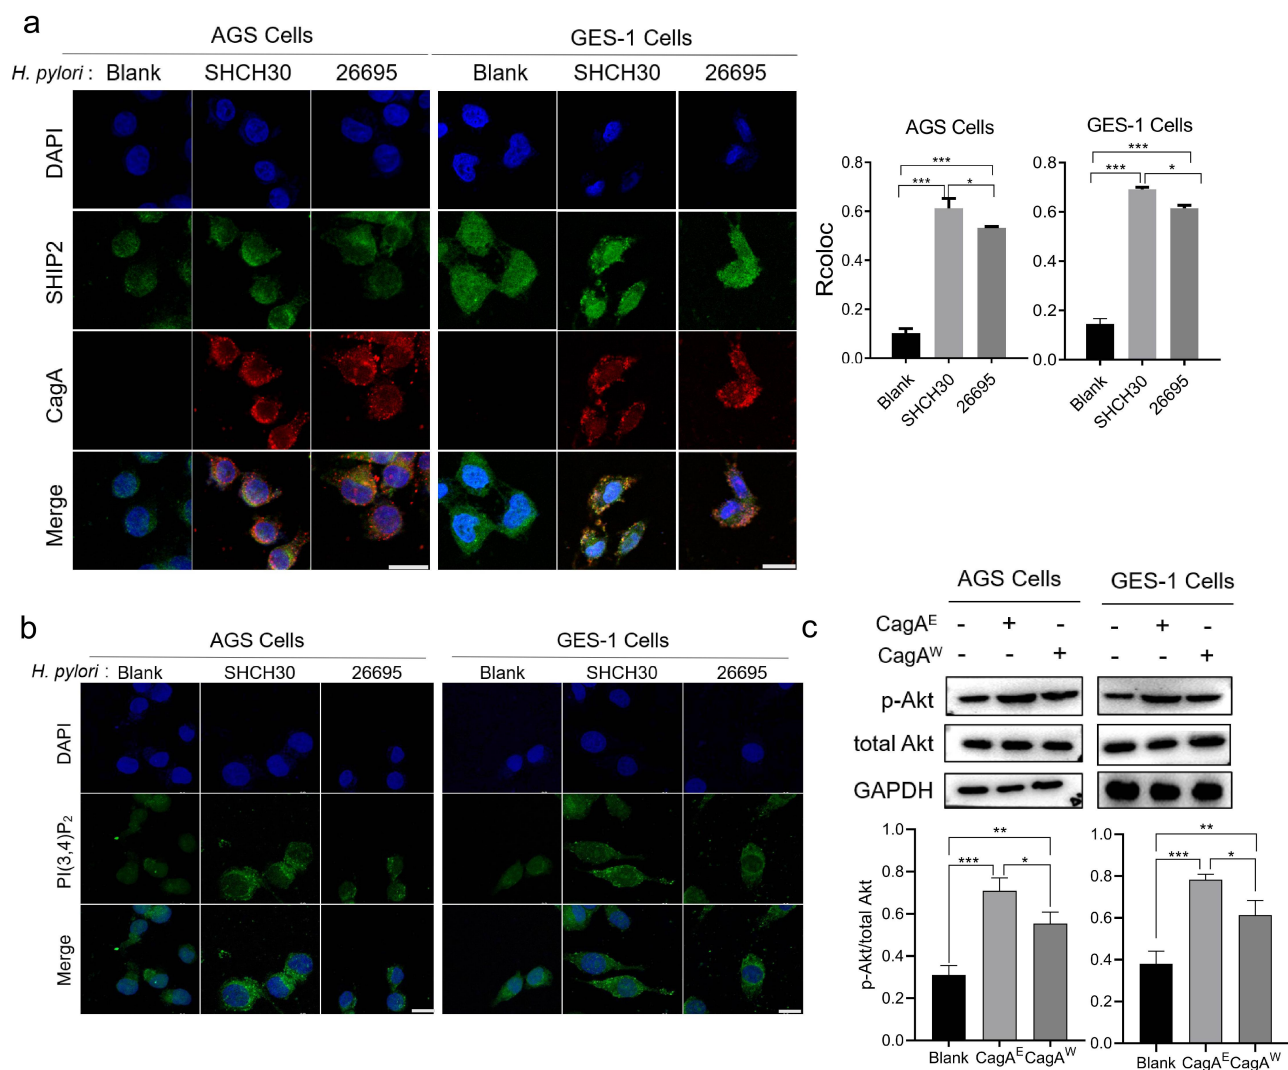 a
AGS Cells
GES-1 Cells
H. pylori : Blank SHCH30 26695 Blank SHCH30 26695
DAPI
SHIP2
CagA
Merge
AGS Cells
GES-1 Cells
Rcoloc
0.8
0.6
0.4
0.2
0.0
*** *** *
Blank SHCH30 26695
0.8
0.6
0.4
0.2
0.0
*** *** *
Blank SHCH30 26695
b
AGS Cells
GES-1 Cells
H. pylori : Blank SHCH30 26695 Blank SHCH30 26695
DAPI
PI(3,4)P₂
Merge
c
AGS Cells
GES-1 Cells
CagAᴱ - + - - + -
CagAᵂ - - + - - +
p-Akt
total Akt
GAPDH
p-Akt/total Akt
1.0
0.8
0.6
0.4
0.2
0.0
** *** *
Blank CagAᴱ CagAᵂ
1.0
0.8
0.6
0.4
0.2
0.0
** *** *
Blank CagAᴱ CagAᵂ